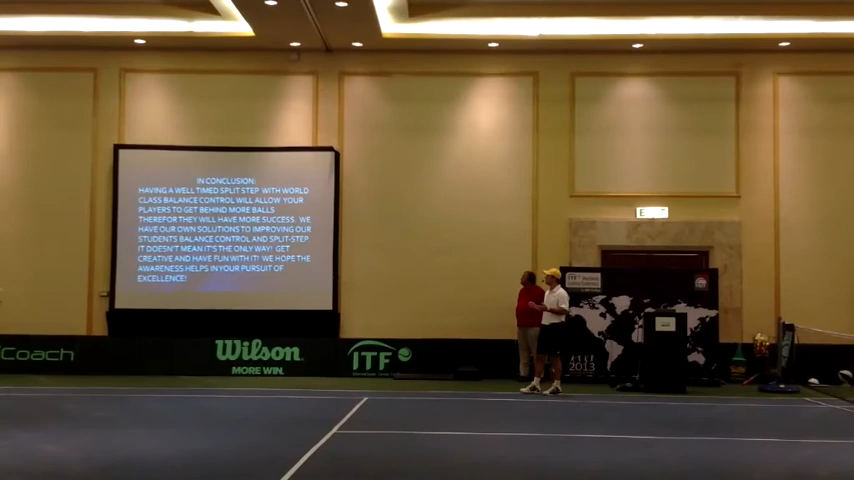 IN CONCLUSION:
HAVING A WELL TIMED SPLIT STEP WITH WORLD
CLASS BALANCE CONTROL WILL ALLOW YOUR
PLAYERS TO GET BEHIND MORE BALLS
THEREFOR THEY WILL HAVE MORE SUCCESS. WE
HAVE OUR OWN SOLUTIONS TO IMPROVING OUR
STUDENTS BALANCE CONTROL AND SPLIT-STEP
IT DOESN'T MEAN IT'S THE ONLY WAY! GET
CREATIVE AND HAVE FUN WITH IT! WE HOPE THE
AWARENESS HELPS IN YOUR PURSUIT OF
EXCELLENCE!
Coach
Wilson
MORE WIN.
ITF
ITF
2013